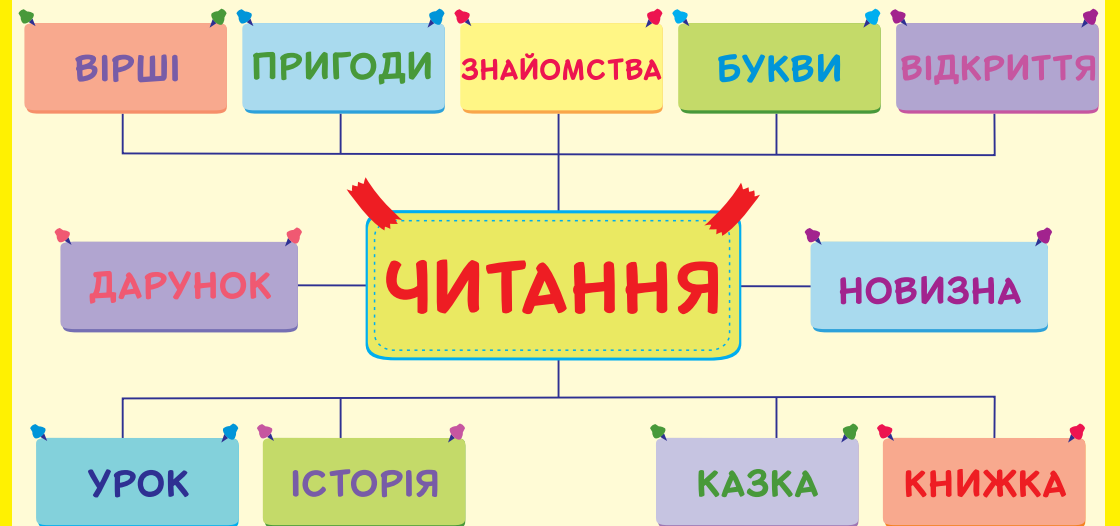 ВІРШІ
ПРИГОДИ
ЗНАЙОМСТВА
БУКВИ
ВІДКРИТТЯ
ДАРУНОК
ЧИТАННЯ
НОВИЗНА
УРОК
ІСТОРІЯ
КАЗКА
КНИЖКА